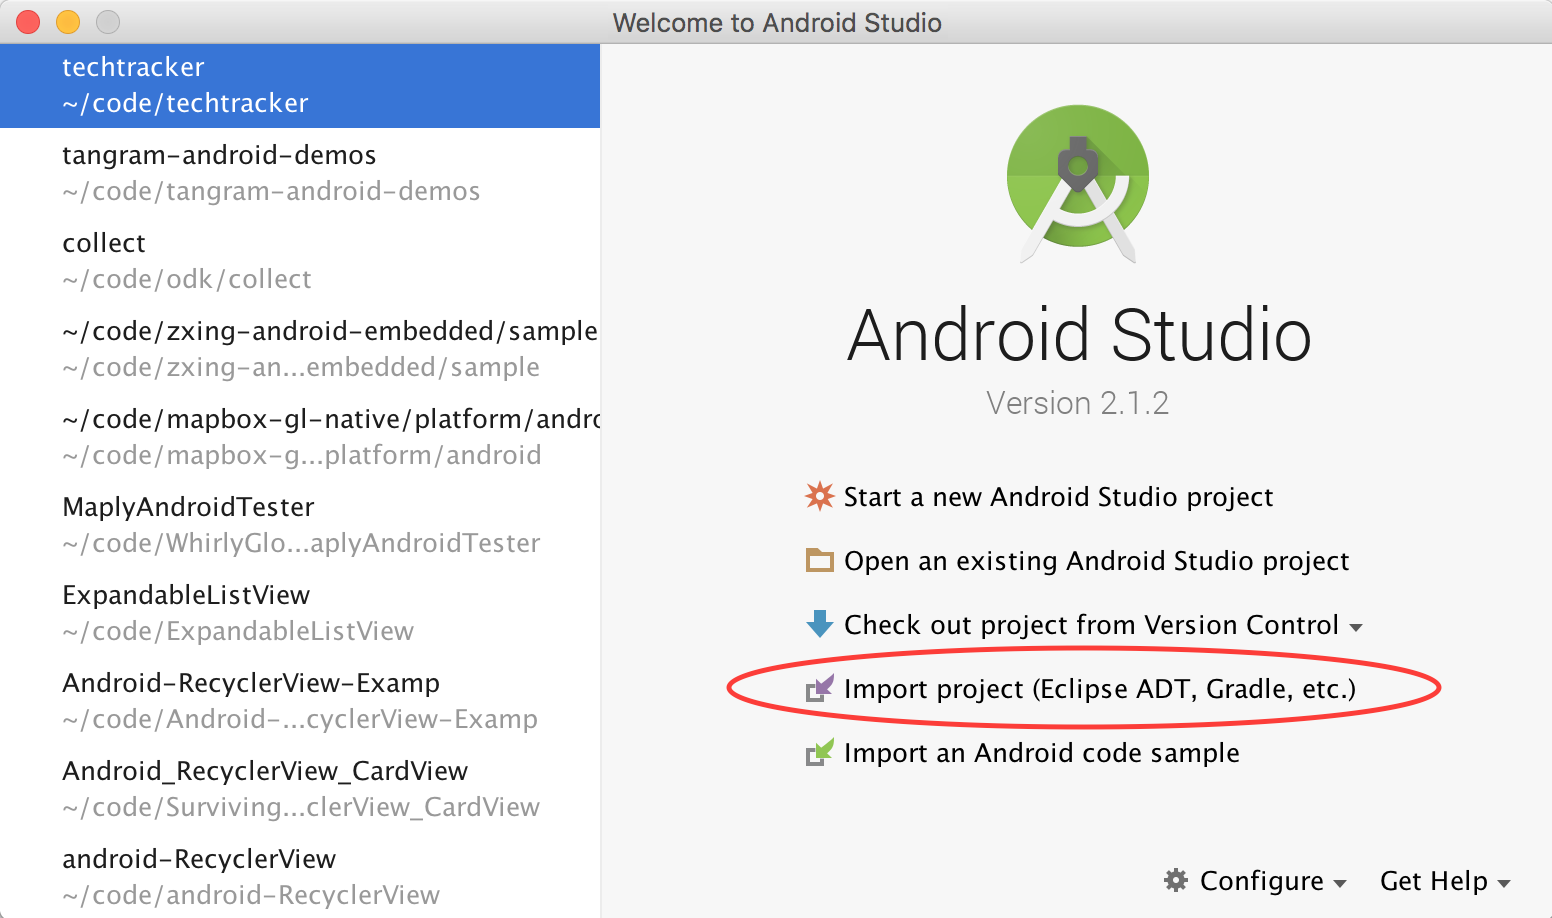 Welcome to Android Studio
techtracker
~/code/techtracker
tangram-android-demos
~/code/tangram-android-demos
collect
~/code/odk/collect
~/code/zxing-android-embedded/sample
~/code/zxing-an...embedded/sample
~/code/mapbox-gl-native/platform/andro
~/code/mapbox-g...platform/android
MaplyAndroidTester
~/code/WhirlyGlo...aplyAndroidTester
ExpandableListView
~/code/ExpandableListView
Android-RecyclerView-Examp
~/code/Android-...cyclerView-Examp
Android_RecyclerView_CardView
~/code/Surviving...clerView_CardView
android-RecyclerView
~/code/android-RecyclerView
Android Studio
Version 2.1.2
Start a new Android Studio project
Open an existing Android Studio project
Check out project from Version Control
Import project (Eclipse ADT, Gradle, etc.)
Import an Android code sample
Configure
Get Help